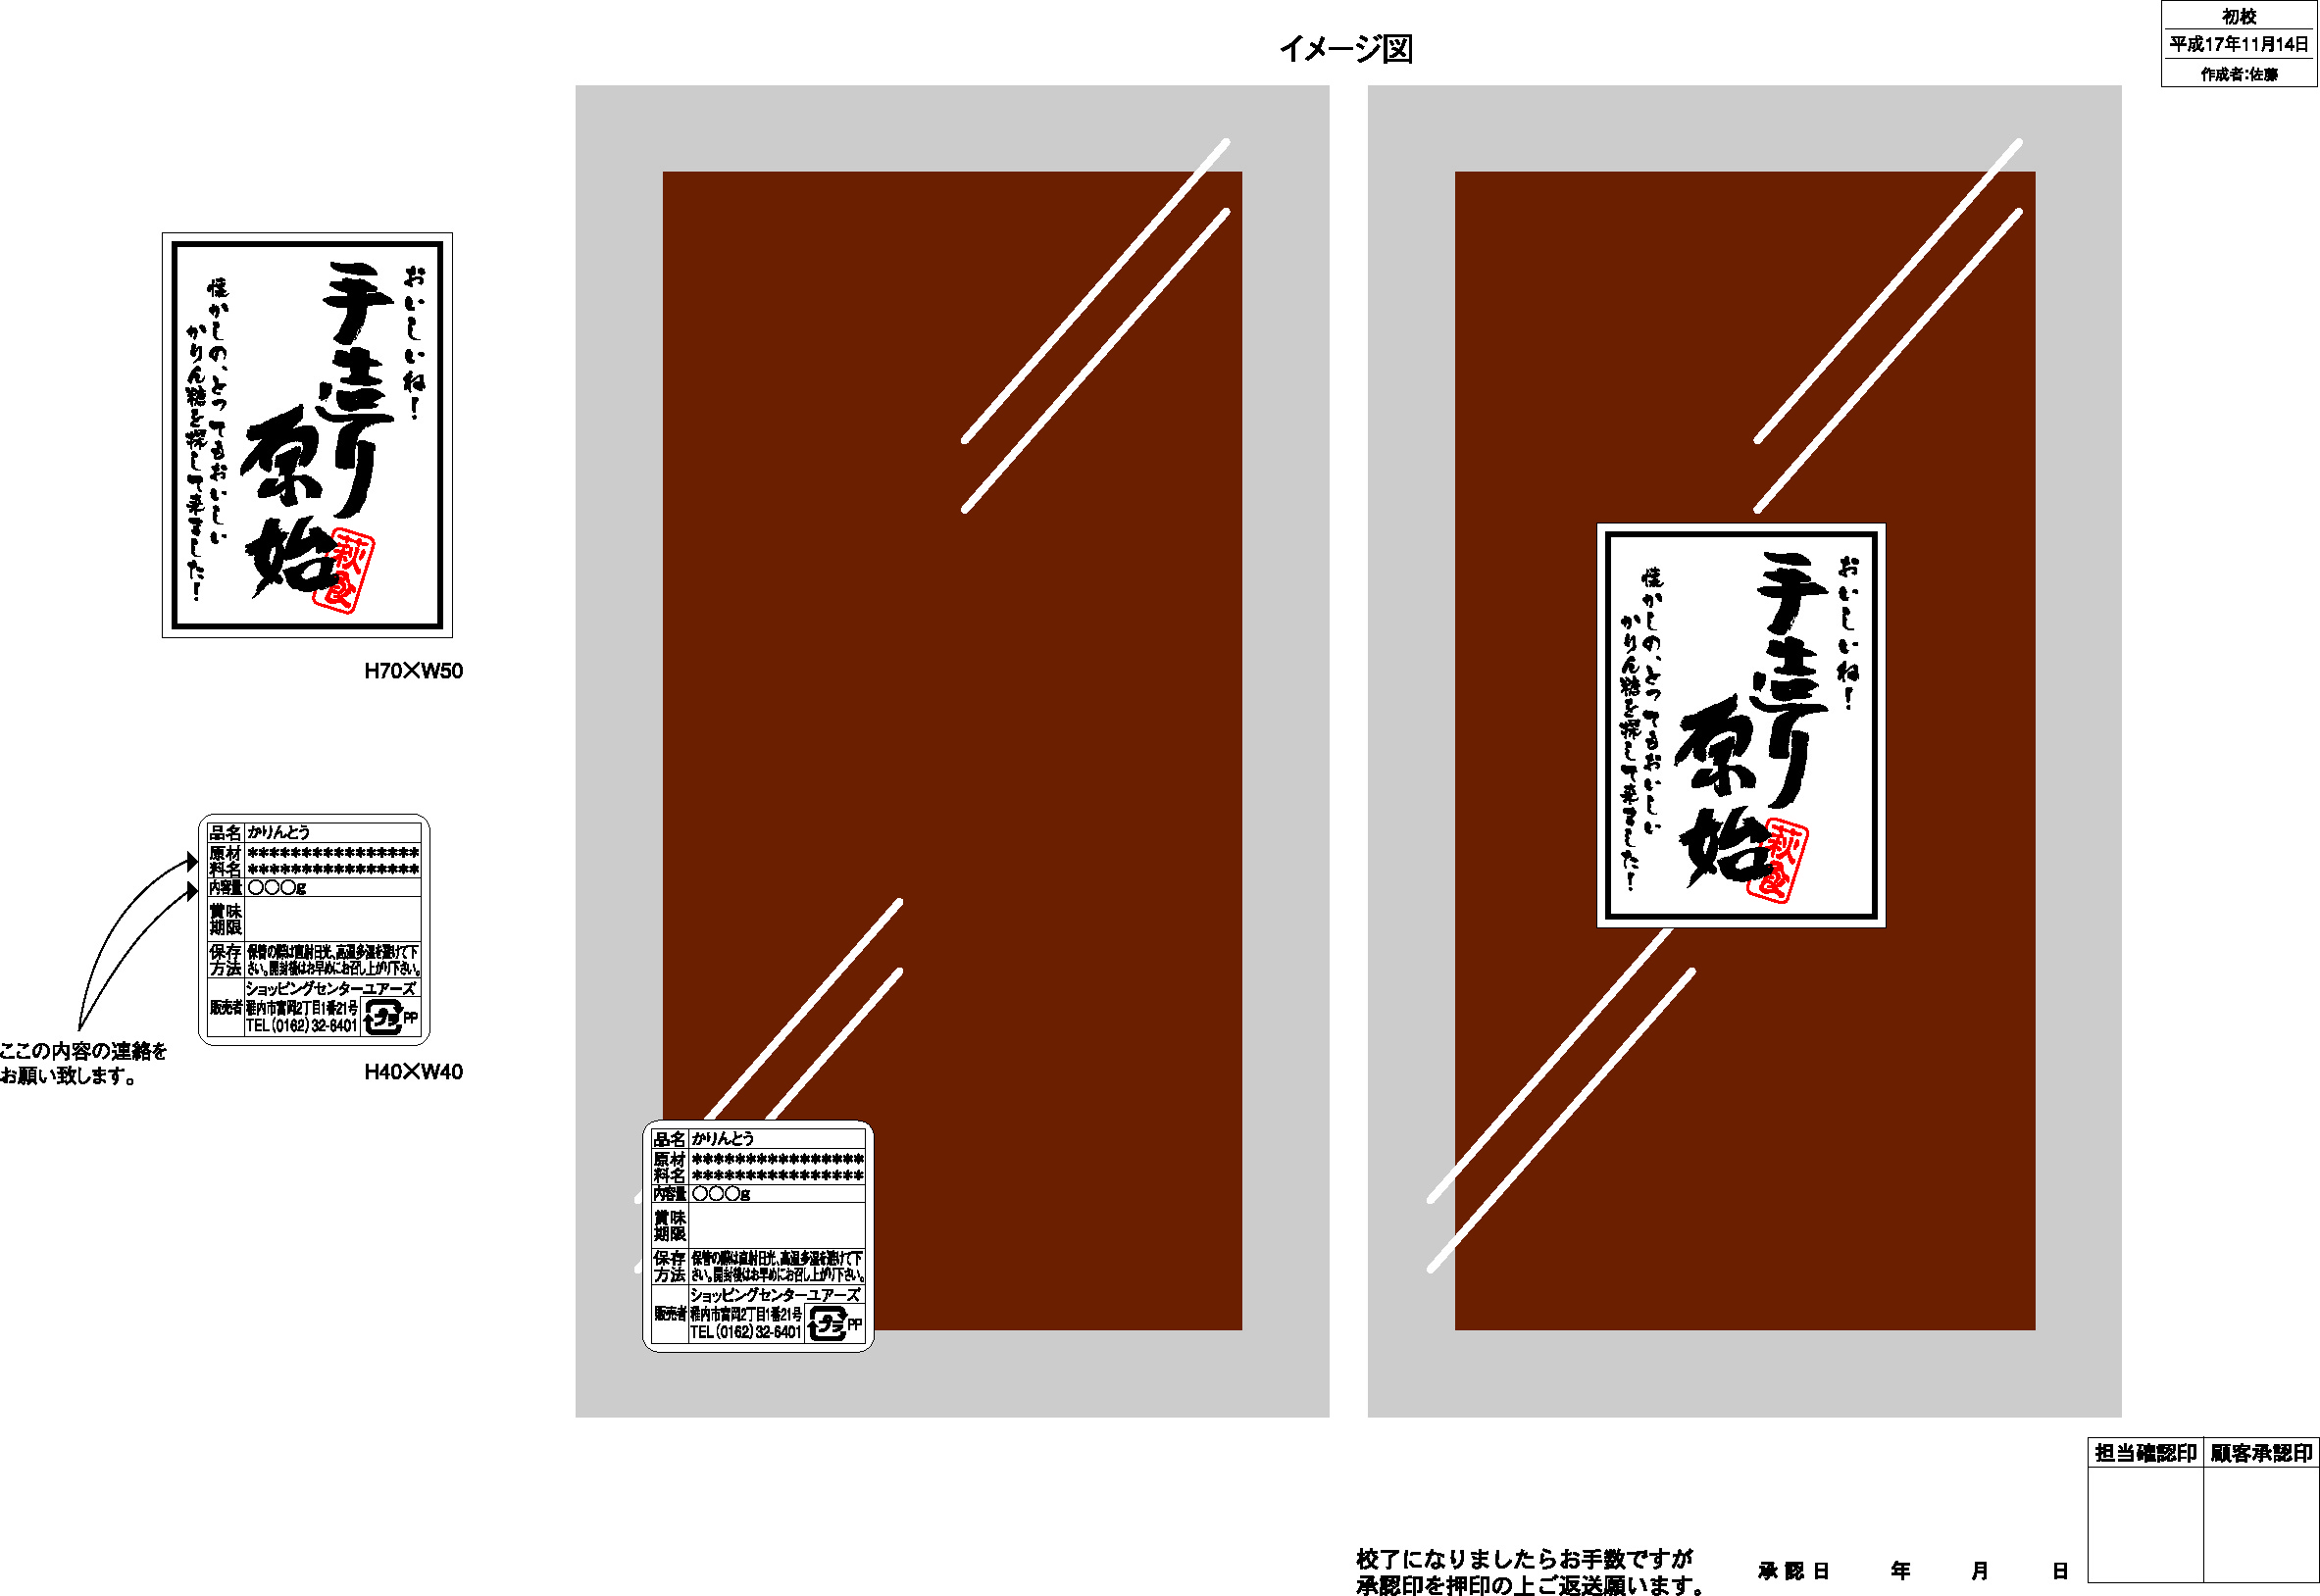 初校
平成17年11月14日
作成者：佐藤
イメージ図
おいしいね！
手造り
原始
萩食
懐かしの、とってもおいしい
かりん糖を探して来ました！
H70×W50
品名 かりんとう
原材料名 ****************
****************
内容量 ○○○g
賞味期限
保存方法 保管の際は直射日光、高温多湿を避けて下
さい。開封後はお早めにお召し上がり下さい。
販売者 ショッピングセンターユアーズ
稚内市富岡2丁目1番21号
TEL(0162)32-6401
プラ PP
ここの内容の連絡を
お願い致します。
H40×W40
品名 かりんとう
原材料名 ****************
****************
内容量 ○○○g
賞味期限
保存方法 保管の際は直射日光、高温多湿を避けて下
さい。開封後はお早めにお召し上がり下さい。
販売者 ショッピングセンターユアーズ
稚内市富岡2丁目1番21号
TEL(0162)32-6401
プラ PP
おいしいね！
手造り
原始
萩食
懐かしの、とってもおいしい
かりん糖を探して来ました！
担当確認印 顧客承認印
校了になりましたらお手数ですが
承認印を押印の上ご返送願います。
承認日 年 月 日